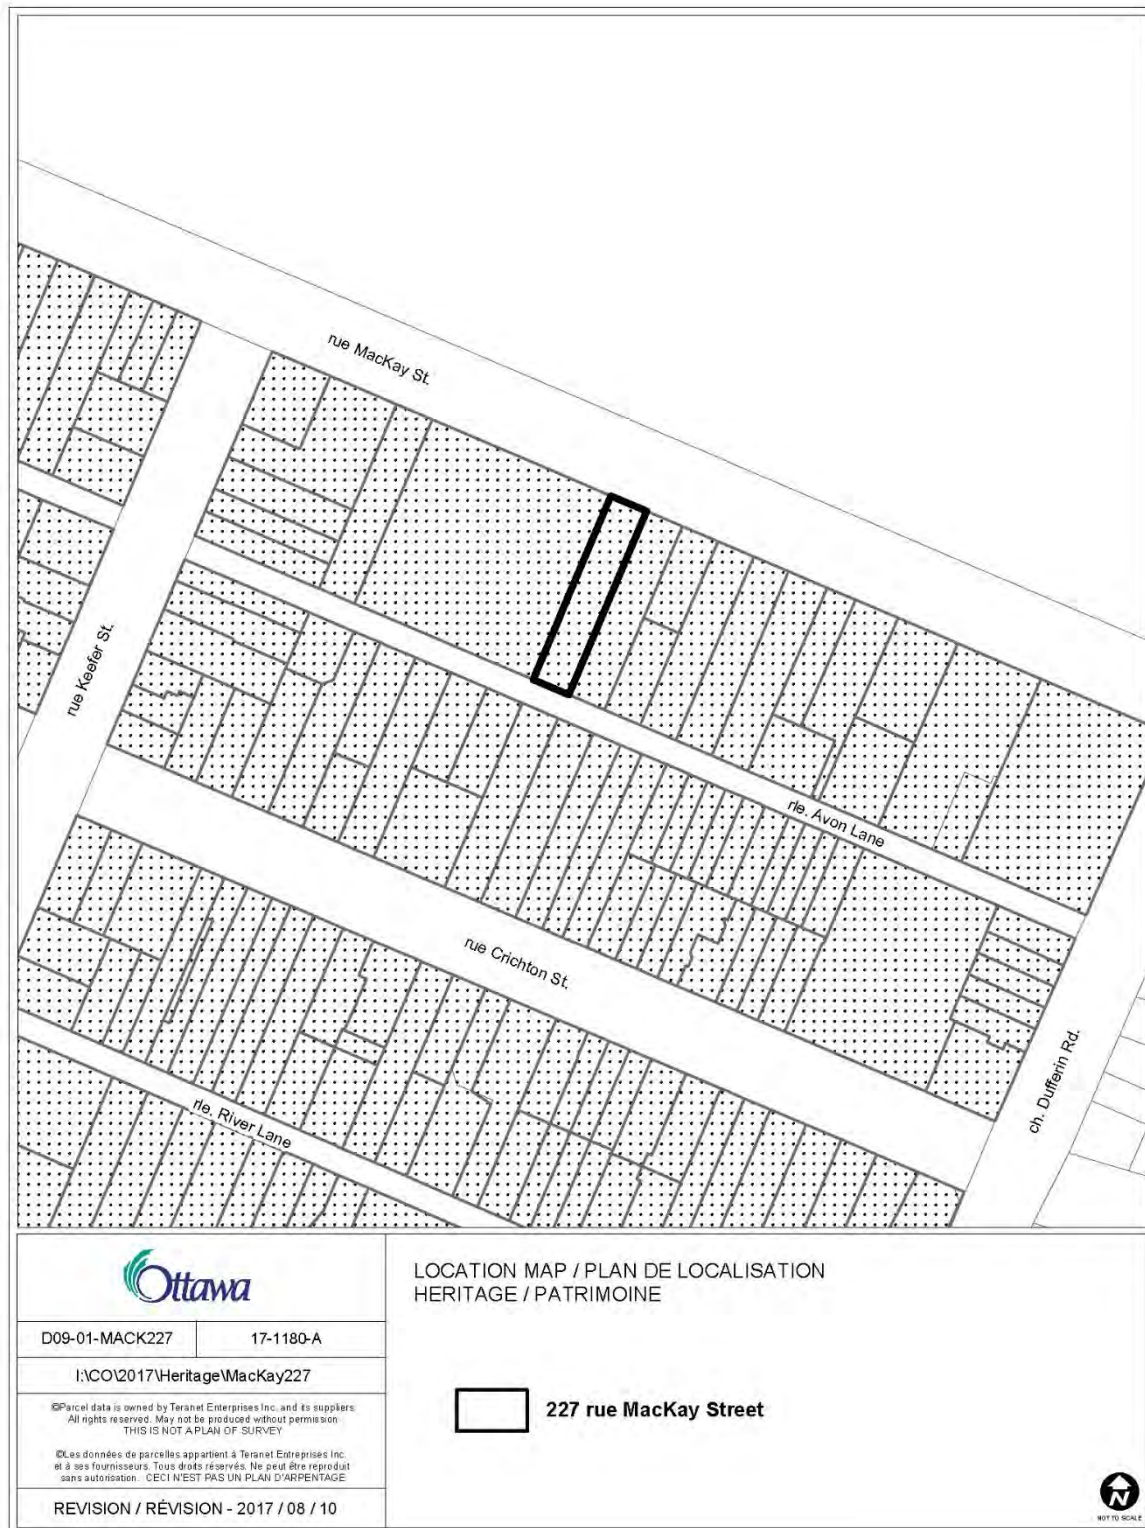 rue MacKay St.
rue Keefer St.
rle. Avon Lane
rue Crichton St.
ch. Dufferin Rd.
rle. River Lane
Ottawa
D09-01-MACK227
17-1180-A
I:\CO\2017\Heritage\MacKay227
©Parcel data is owned by Teranet Enterprises Inc. and its suppliers
All rights reserved. May not be produced without permission
THIS IS NOT A PLAN OF SURVEY
©Les données de parcelles appartient à Teranet Entreprises Inc.
et à ses fournisseurs. Tous droits réservés. Ne peut être reproduit
sans autorisation. CECI N'EST PAS UN PLAN D'ARPENTAGE
REVISION / RÉVISION - 2017 / 08 / 10
LOCATION MAP / PLAN DE LOCALISATION
HERITAGE / PATRIMOINE
227 rue MacKay Street
N
NOT TO SCALE